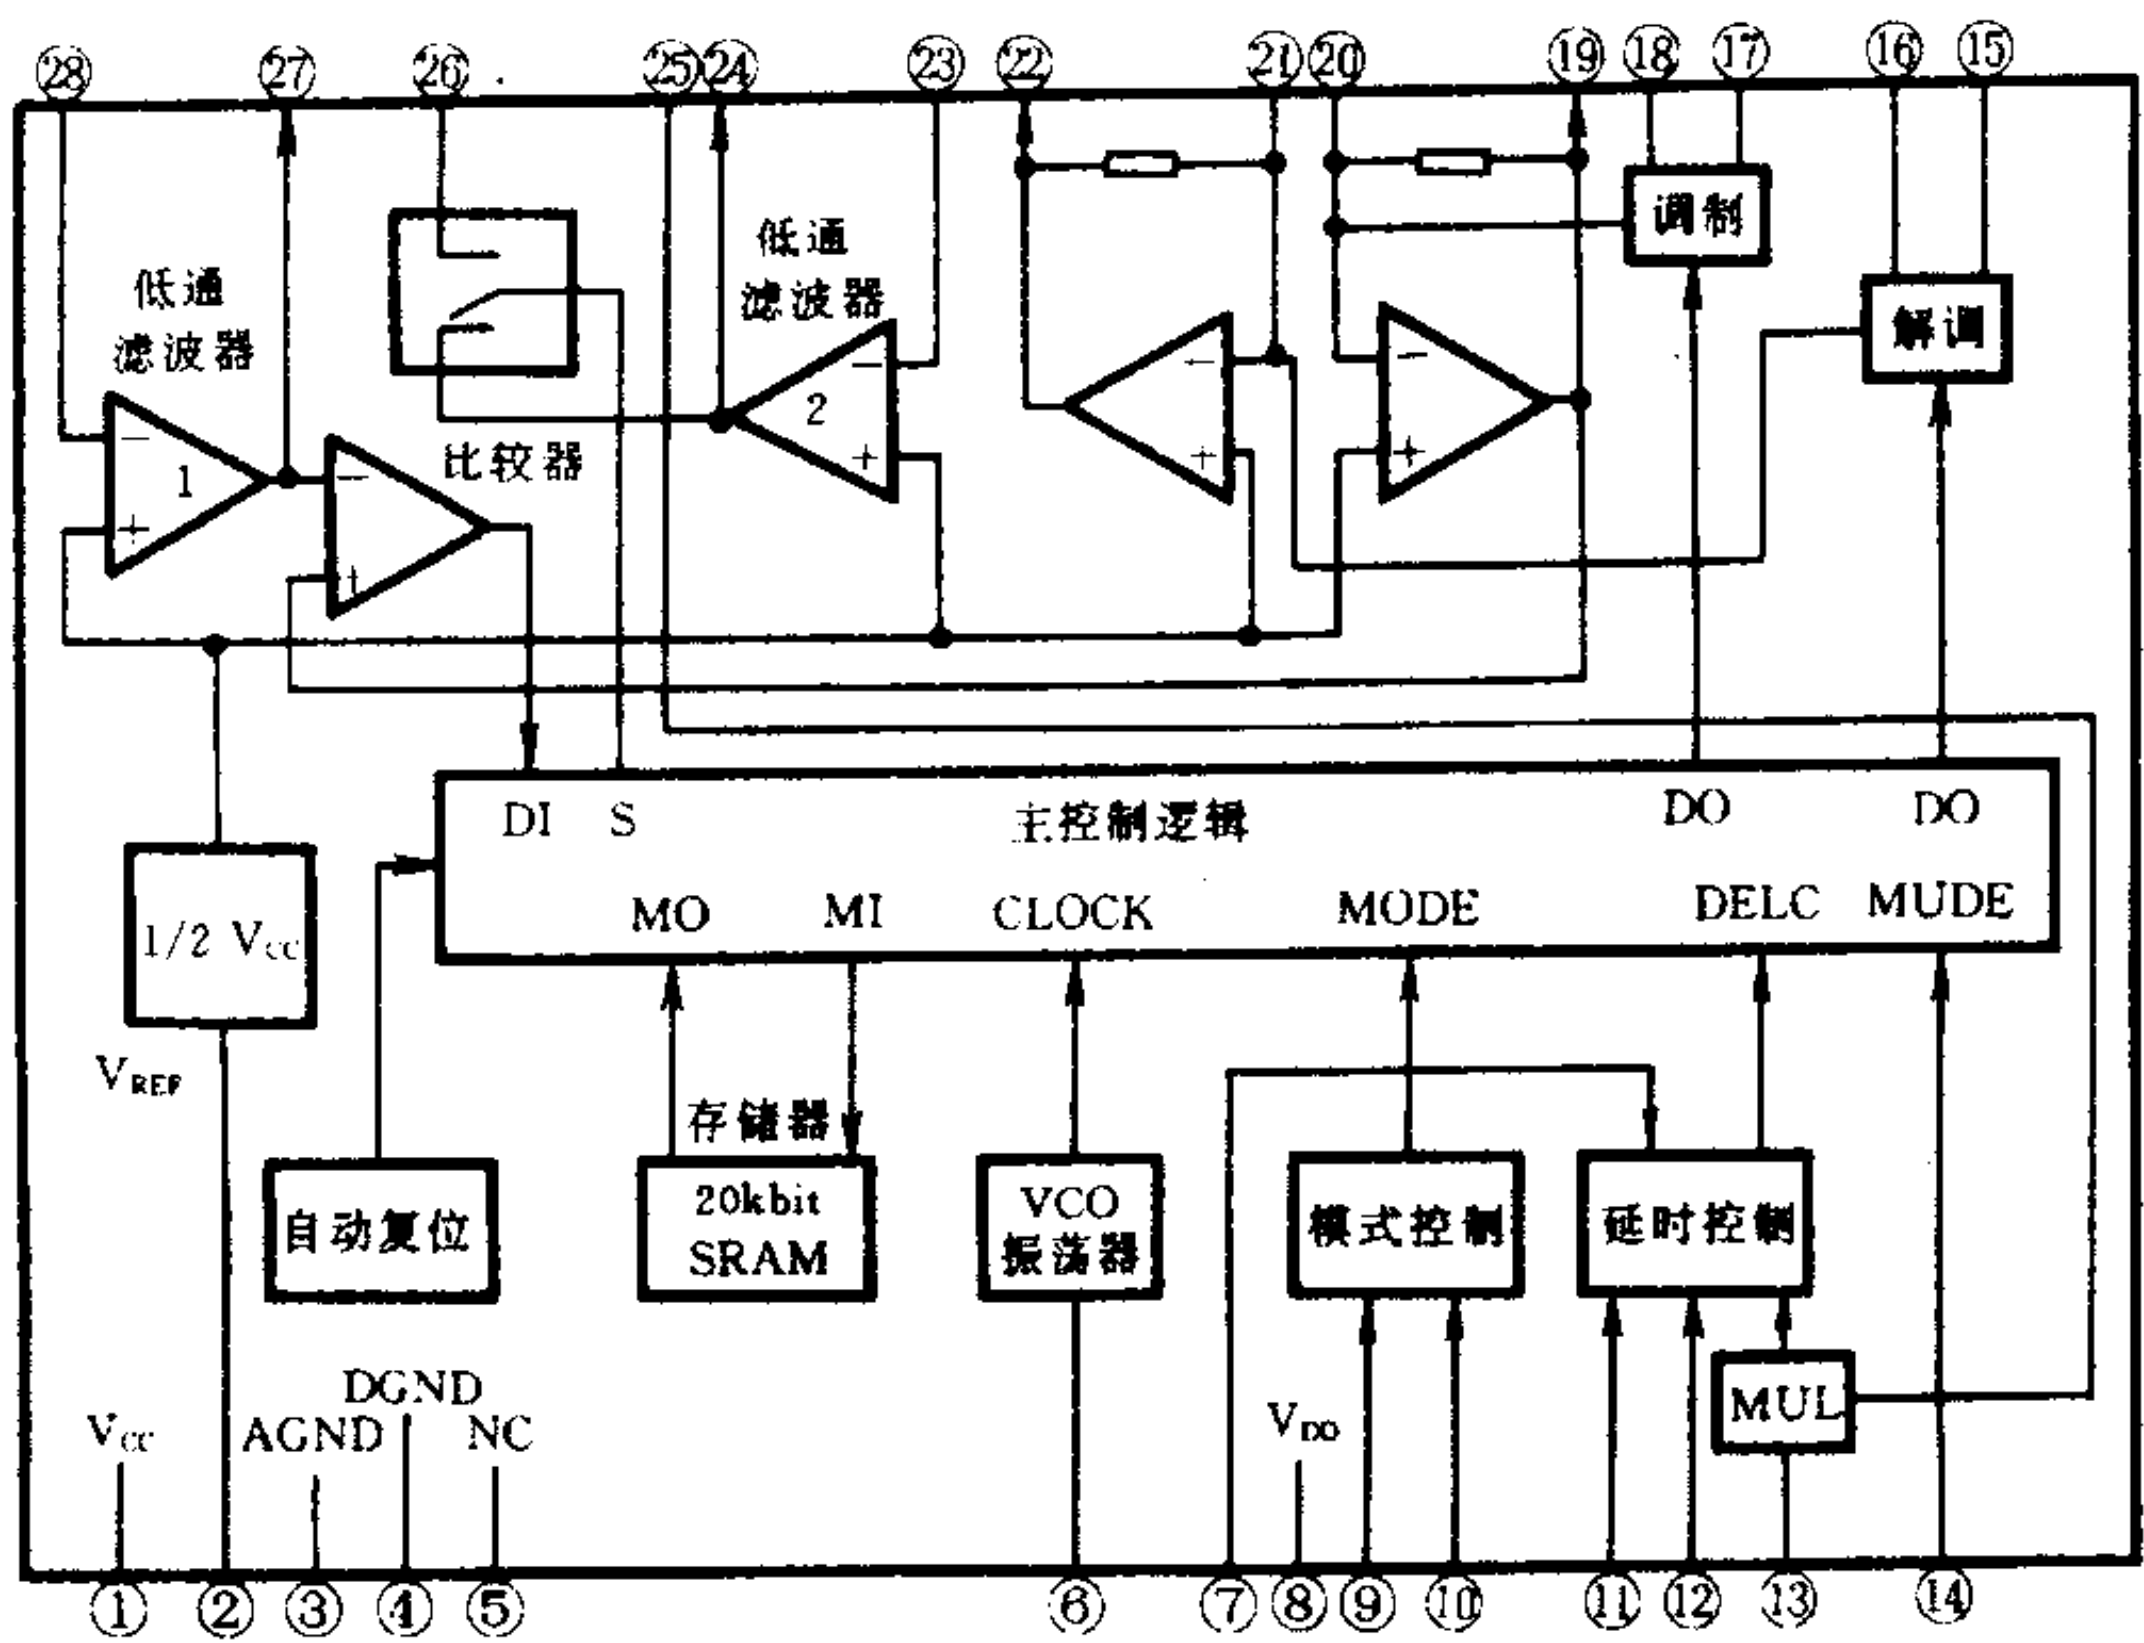 ㉘ ㉗ ㉖ ㉕ ㉔ ㉓ ㉒ ㉑ ⑳ ⑲ ⑱ ⑰ ⑯ ⑮
调制
低通
滤波器
低通
滤波器
解调
−
−
−
−
2
+
+
+
比较器
−
1
+
−
+
DI S 主控制逻辑 DO DO
MO MI CLOCK MODE DELC MUDE
1/2 VCC
VREF
存储器
自动复位
20kbit
SRAM
VCO
振荡器
模式控制
延时控制
MUL
DGND
VCC AGND NC
VDO
① ② ③ ④ ⑤ ⑥ ⑦ ⑧ ⑨ ⑩ ⑪ ⑫ ⑬ ⑭